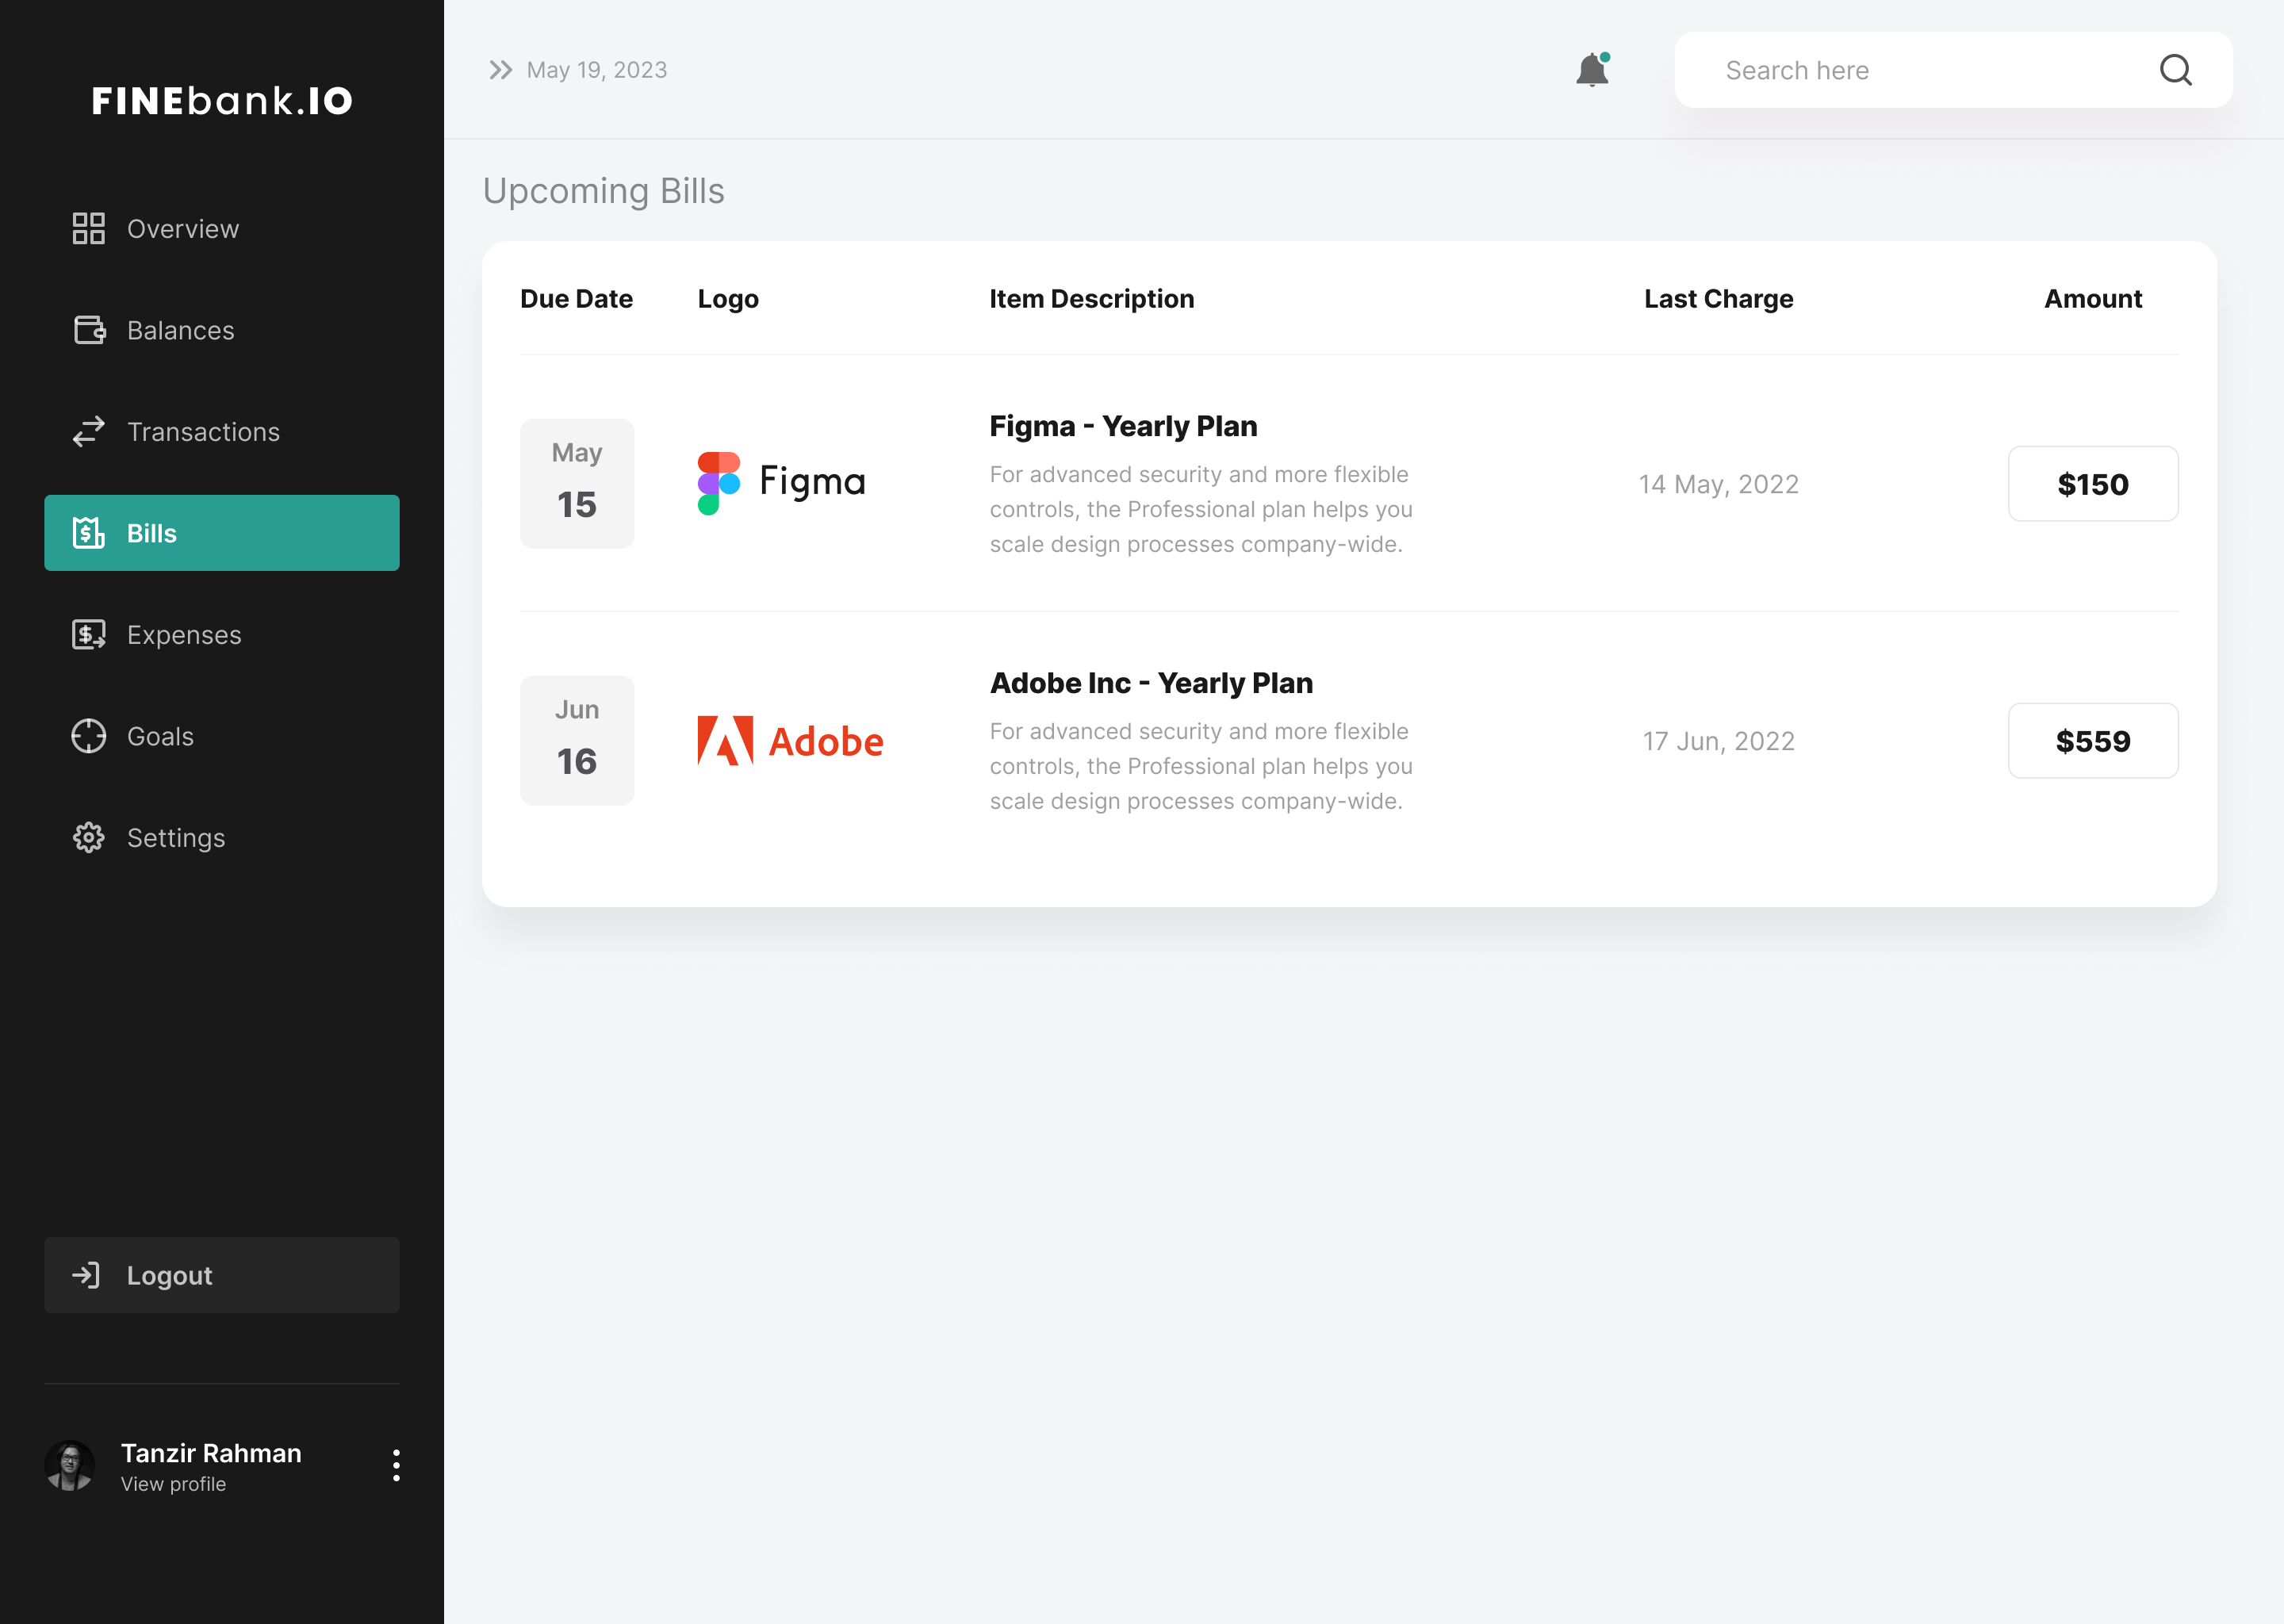 FINEbank.IO
Overview
Balances
Transactions
Bills
Expenses
Goals
Settings
Logout
Tanzir Rahman
View profile
May 19, 2023
Search here
Upcoming Bills
Due Date Logo Item Description Last Charge Amount
May
15
Figma
Figma - Yearly Plan
For advanced security and more flexible
controls, the Professional plan helps you
scale design processes company-wide.
14 May, 2022
$150
Jun
16
Adobe
Adobe Inc - Yearly Plan
For advanced security and more flexible
controls, the Professional plan helps you
scale design processes company-wide.
17 Jun, 2022
$559